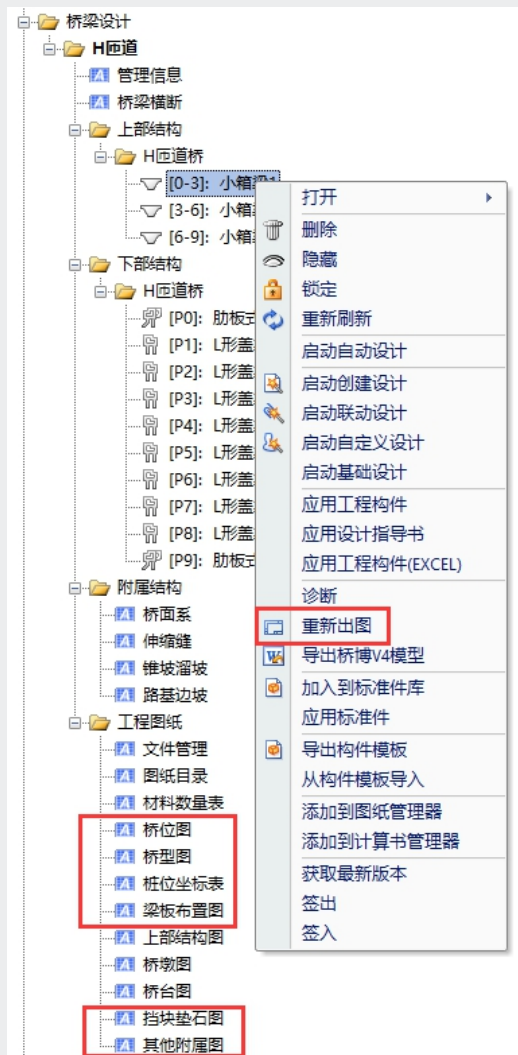 桥梁设计
H匝道
管理信息
桥梁横断
上部结构
H匝道桥
[0-3]: 小箱梁1
[3-6]: 小箱
[6-9]: 小箱
下部结构
H匝道桥
[P0]: 肋板式
[P1]: L形盖
[P2]: L形盖
[P3]: L形盖
[P4]: L形盖
[P5]: L形盖
[P6]: L形盖
[P7]: L形盖
[P8]: L形盖
[P9]: 肋板式
附属结构
桥面系
伸缩缝
锥坡溜坡
路基边坡
工程图纸
文件管理
图纸目录
材料数量表
桥位图
桥型图
桩位坐标表
梁板布置图
上部结构图
桥墩图
桥台图
挡块垫石图
其他附属图
打开
删除
隐藏
锁定
重新刷新
启动自动设计
启动创建设计
启动联动设计
启动自定义设计
启动基础设计
应用工程构件
应用设计指导书
应用工程构件(EXCEL)
诊断
重新出图
导出桥博V4模型
加入到标准件库
应用标准件
导出构件模板
从构件模板导入
添加到图纸管理器
添加到计算书管理器
获取最新版本
签出
签入